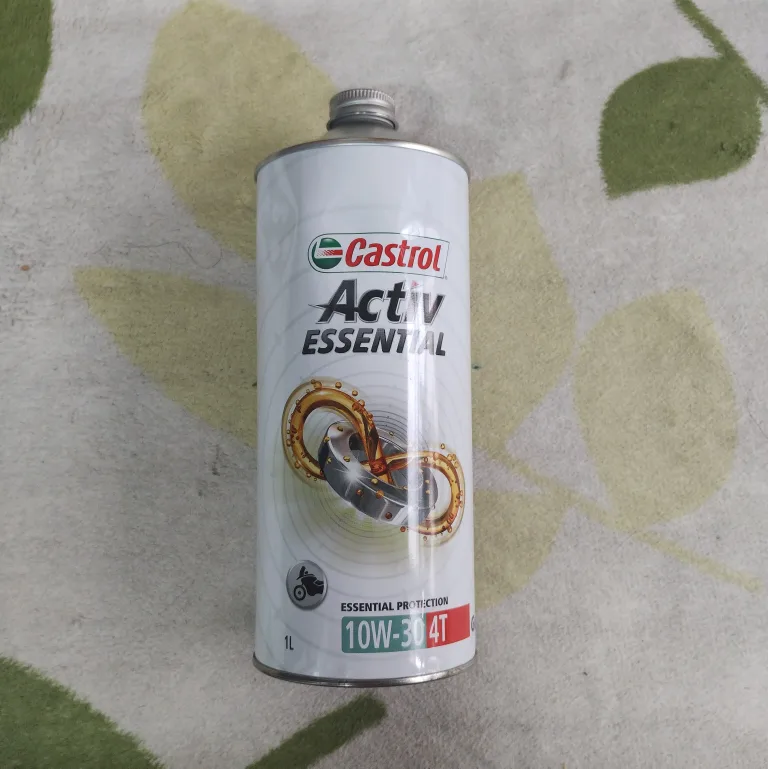 Castrol
Activ
ESSENTIAL
ESSENTIAL PROTECTION
10W-30 4T
1L